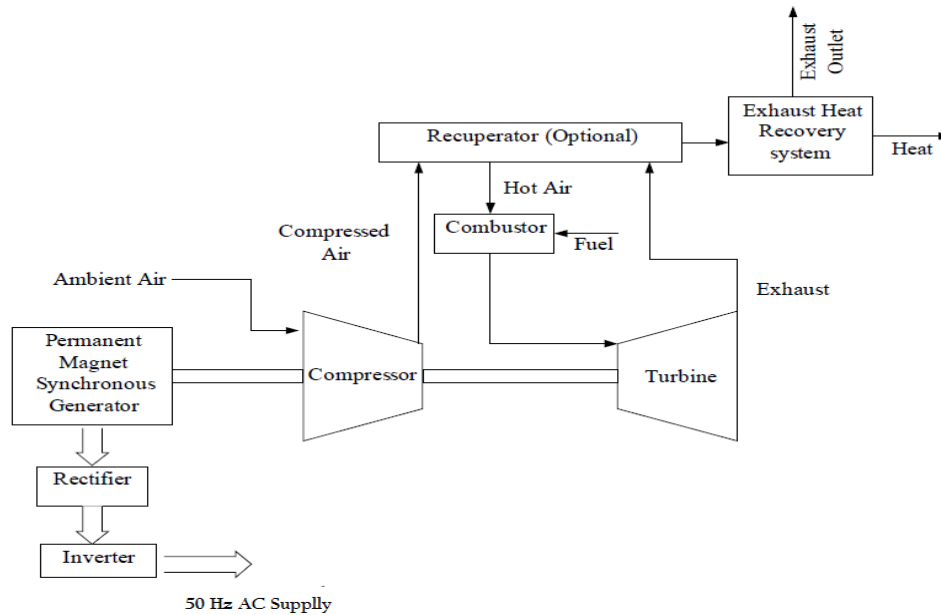 Exhaust
Outlet
Exhaust Heat
Recovery
system
Heat
Recuperator (Optional)
Hot Air
Compressed
Air
Combustor
Fuel
Ambient Air
Exhaust
Permanent
Magnet
Synchronous
Generator
Compressor
Turbine
Rectifier
Inverter
50 Hz AC Supplly